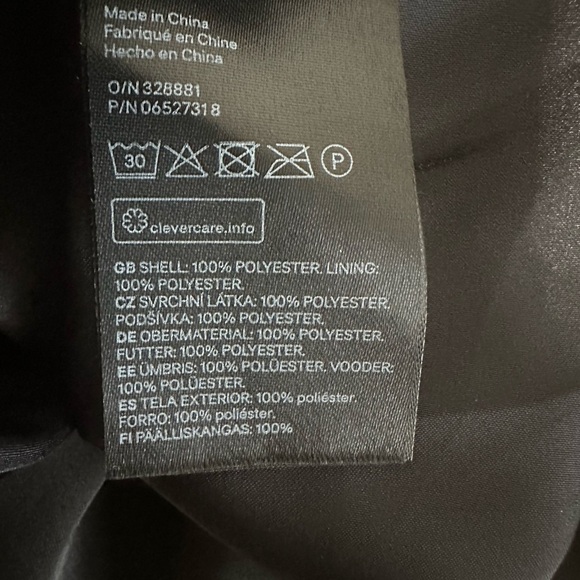 Made in China
Fabriqué en Chine
Hecho en China
O/N 328881
P/N 06527318
30
P
clevercare.info
GB SHELL: 100% POLYESTER. LINING:
100% POLYESTER.
CZ SVRCHNÍ LÁTKA: 100% POLYESTER.
PODŠÍVKA: 100% POLYESTER.
DE OBERMATERIAL: 100% POLYESTER.
FUTTER: 100% POLYESTER.
EE ÜMBRIS: 100% POLÜESTER. VOODER:
100% POLÜESTER.
ES TELA EXTERIOR: 100% poliéster.
FORRO: 100% poliéster.
FI PÄÄLLISKANGAS: 100%